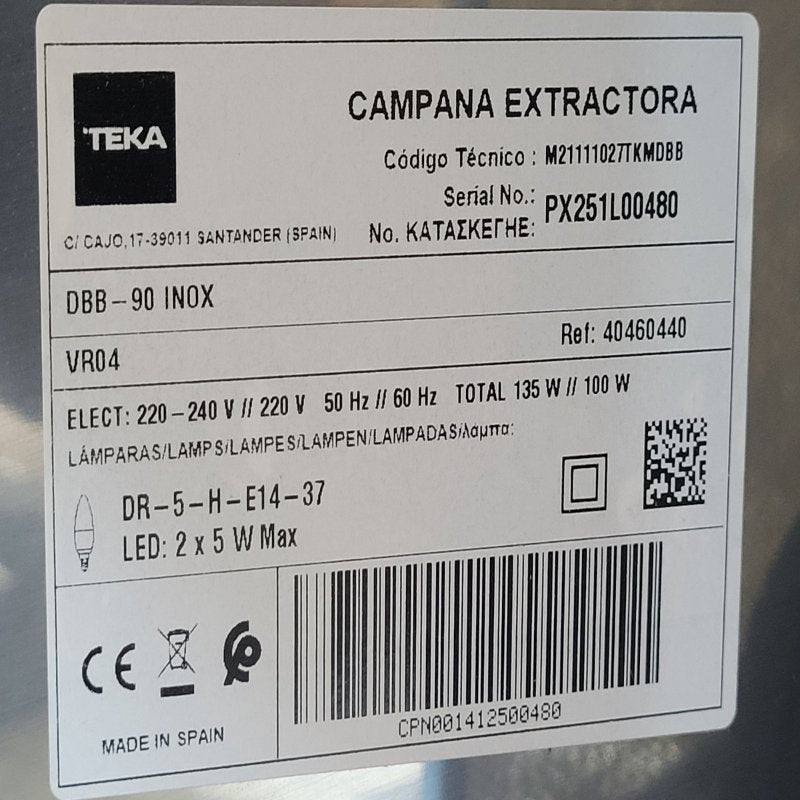 TEKA
CAMPANA EXTRACTORA
Código Técnico : M21111027TKMDBB
Serial No.: PX251L00480
No. ΚΑΤΑΣΚΕΓΗΕ:
C/ CAJO,17-39011 SANTANDER (SPAIN)
DBB-90 INOX
VR04
Ref: 40460440
ELECT: 220-240 V // 220 V 50 Hz // 60 Hz TOTAL 135 W // 100 W
LÁMPARAS/LAMPS/LAMPES/LAMPEN/LAMPADAS/λάμπα:
DR-5-H-E14-37
LED: 2 x 5 W Max
CE
MADE IN SPAIN
CPN001412500480